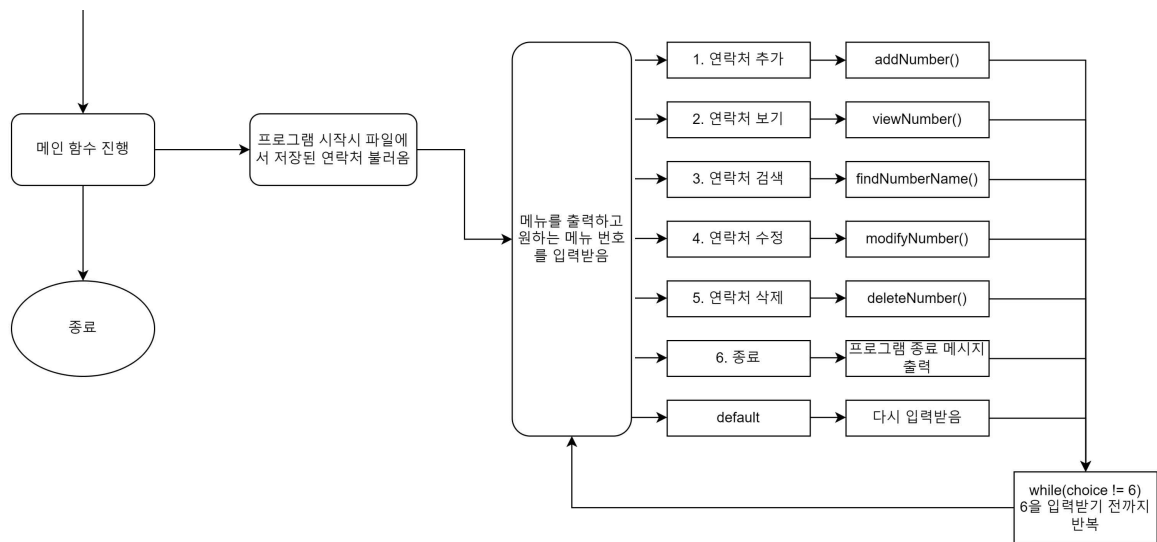 메인 함수 진행
프로그램 시작시 파일에
서 저장된 연락처 불러옴
종료
메뉴를 출력하고
원하는 메뉴 번호
를 입력받음
1. 연락처 추가
addNumber()
2. 연락처 보기
viewNumber()
3. 연락처 검색
findNumberName()
4. 연락처 수정
modifyNumber()
5. 연락처 삭제
deleteNumber()
6. 종료
프로그램 종료 메시지
출력
default
다시 입력받음
while(choice != 6)
6을 입력받기 전까지
반복